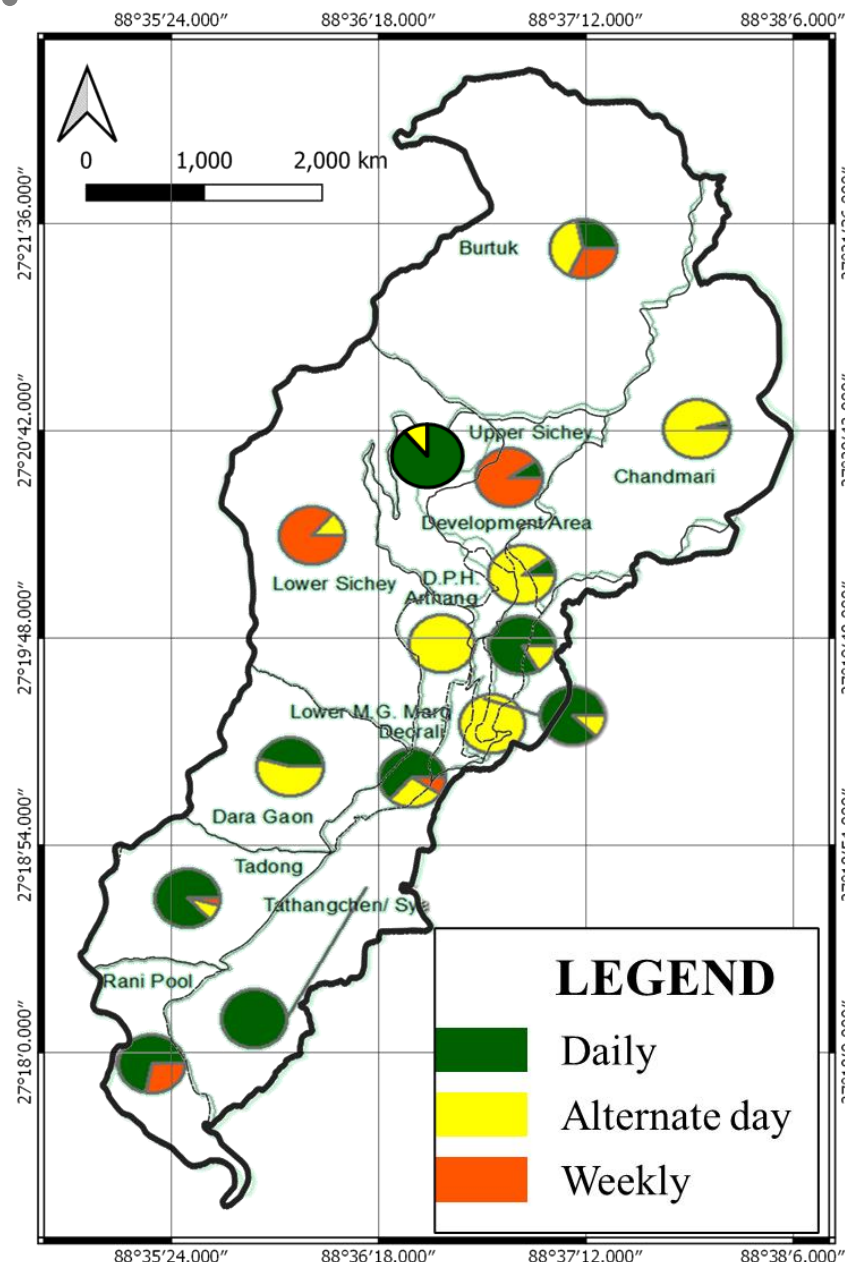 88°35′24.000″ 88°36′18.000″ 88°37′12.000″ 88°38′6.000″
0 1,000 2,000 km
27°21′36.000″
Burtuk
27°20′42.000″
Upper Sichey
Chandmari
Development Area
Lower Sichey
D.P.H.
Arithang
27°19′48.000″
Lower M.G. Marg
Deorali
Dara Gaon
27°18′54.000″
Tadong
Tathangchen/ Sye
Rani Pool
27°18′0.000″
LEGEND
Daily
Alternate day
Weekly
88°35′24.000″ 88°36′18.000″ 88°37′12.000″ 88°38′6.000″